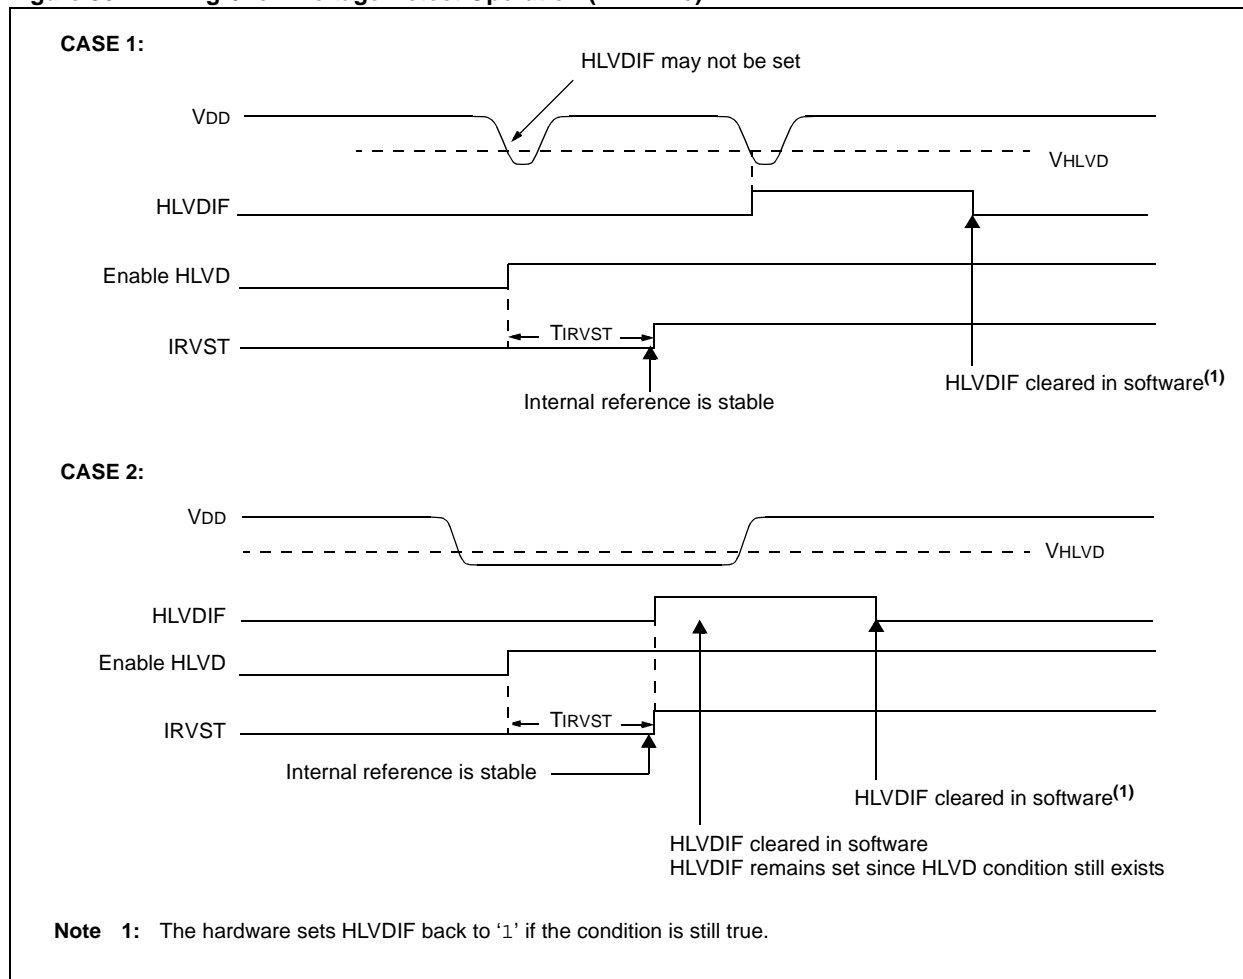 CASE 1:
HLVDIF may not be set
VDD
VHLVD
HLVDIF
Enable HLVD
TIRVST
IRVST
HLVDIF cleared in software(1)
Internal reference is stable
CASE 2:
VDD
VHLVD
HLVDIF
Enable HLVD
TIRVST
IRVST
Internal reference is stable
HLVDIF cleared in software(1)
HLVDIF cleared in software
HLVDIF remains set since HLVD condition still exists
Note 1: The hardware sets HLVDIF back to ‘1’ if the condition is still true.